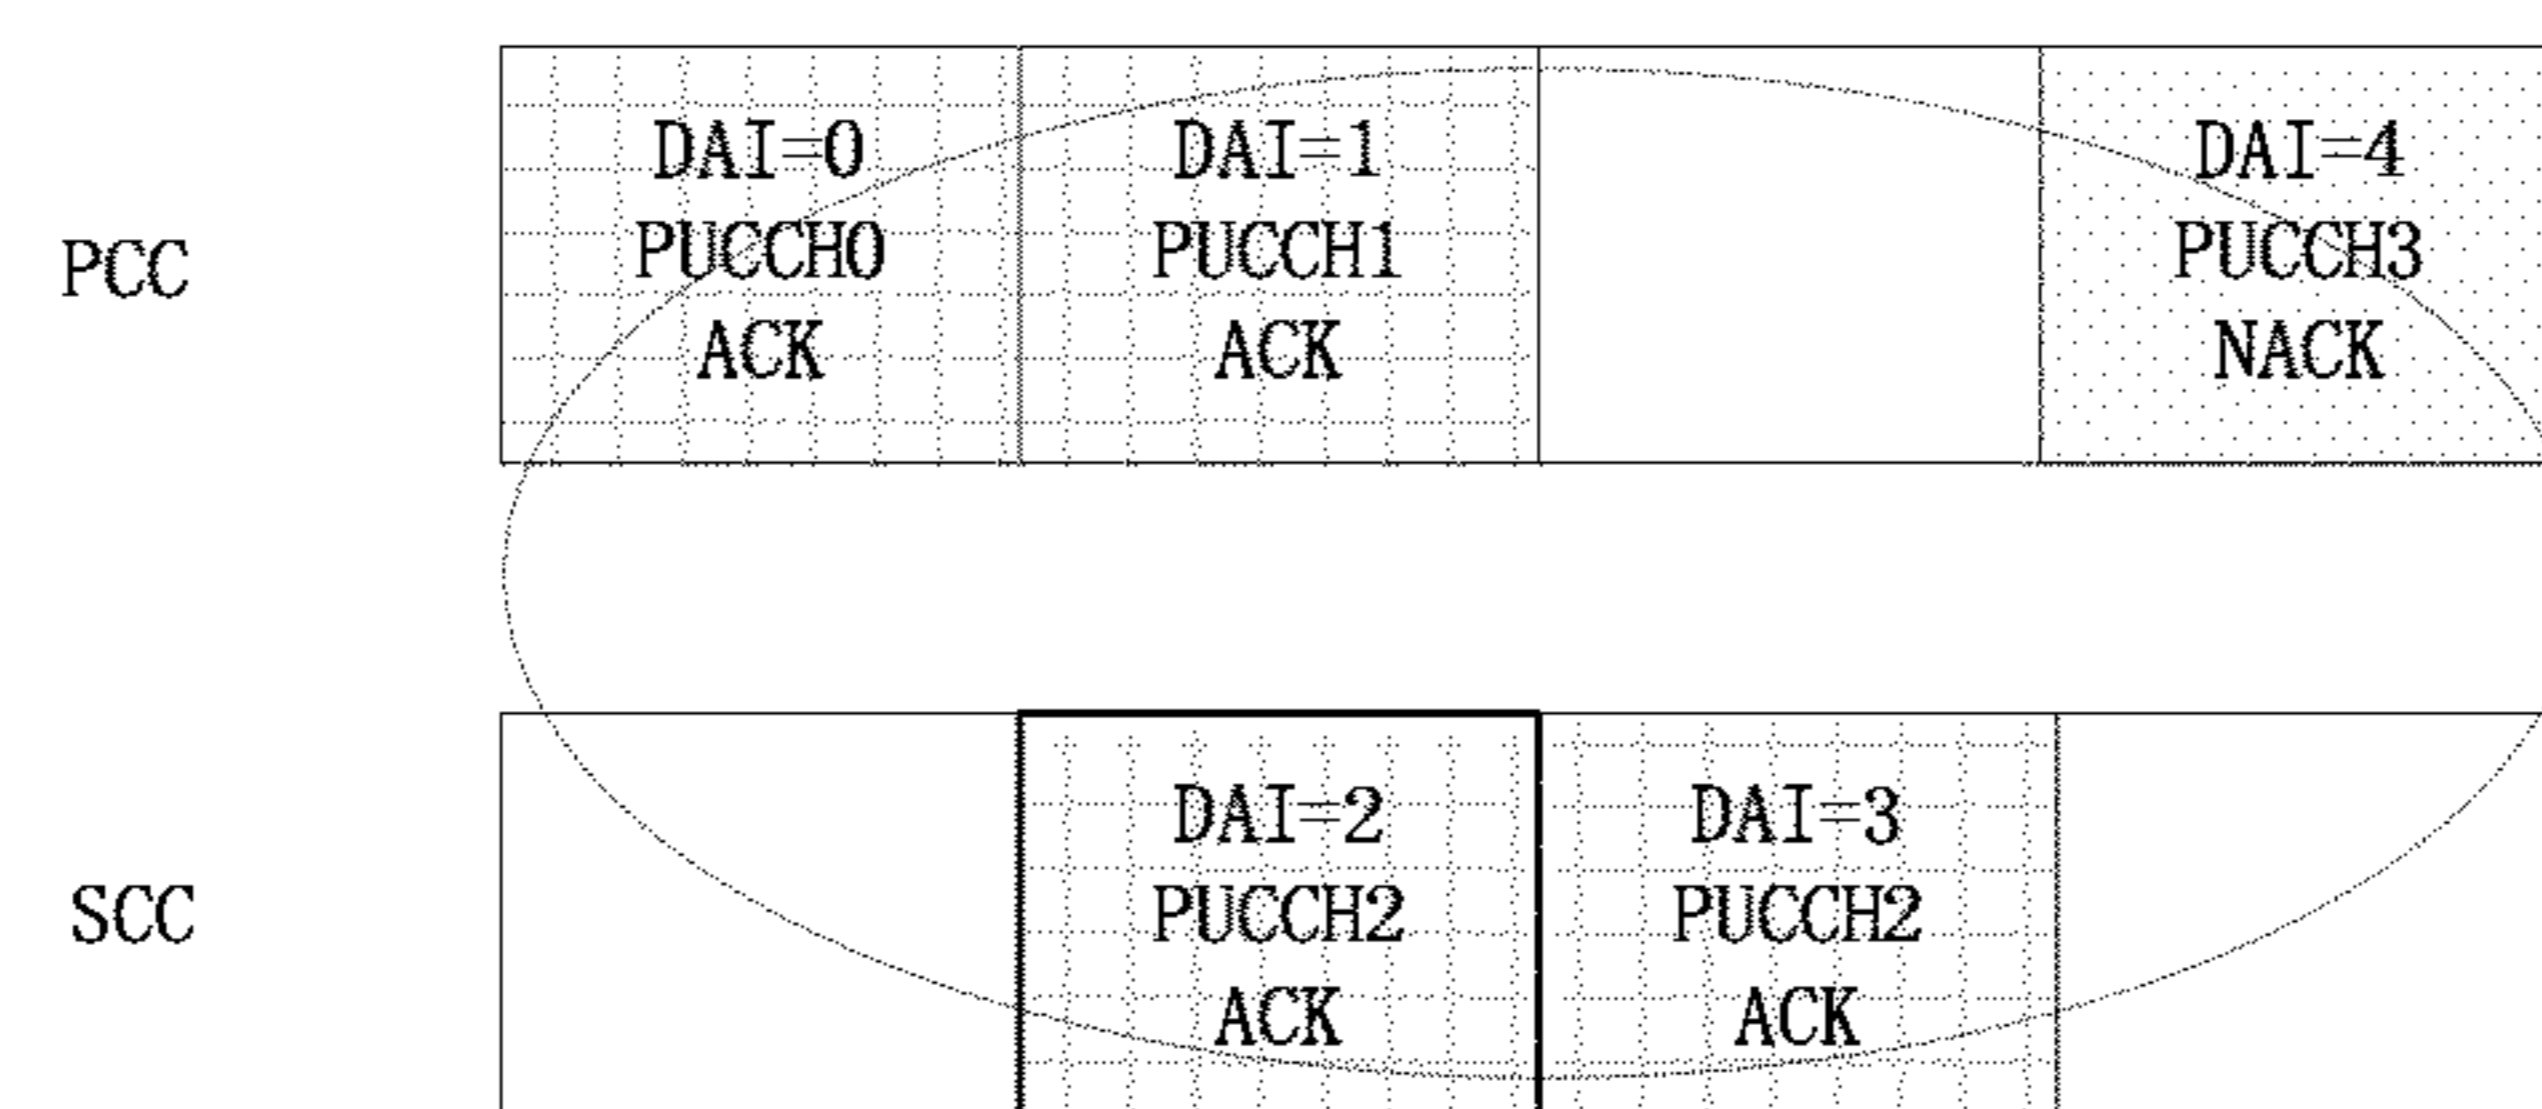 PCC
DAI=0
PUCCH0
ACK
DAI=1
PUCCH1
ACK
DAI=4
PUCCH3
NACK
SCC
DAI=2
PUCCH2
ACK
DAI=3
PUCCH2
ACK